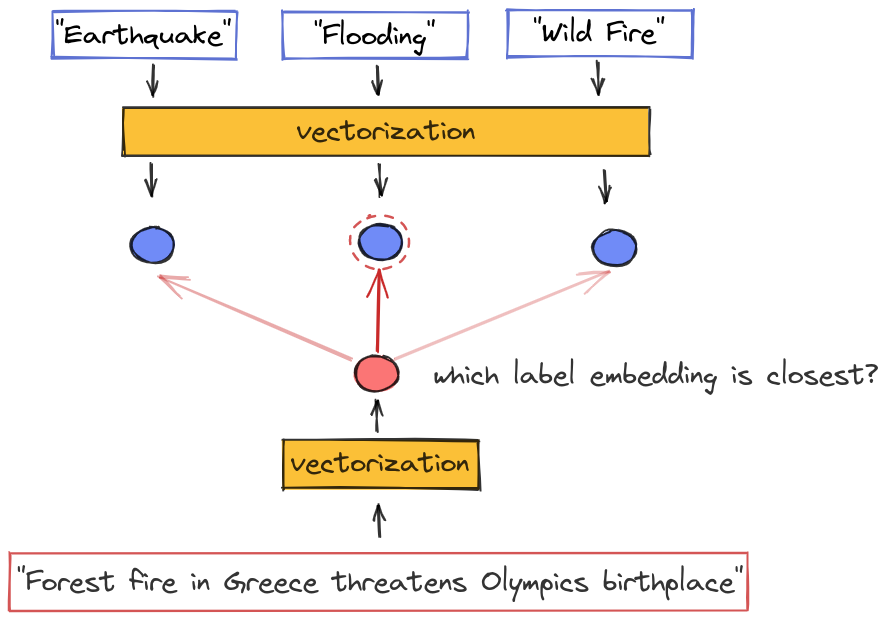 "Earthquake"
"Flooding"
"Wild Fire"
vectorization
which label embedding is closest?
vectorization
"Forest fire in Greece threatens Olympics birthplace"